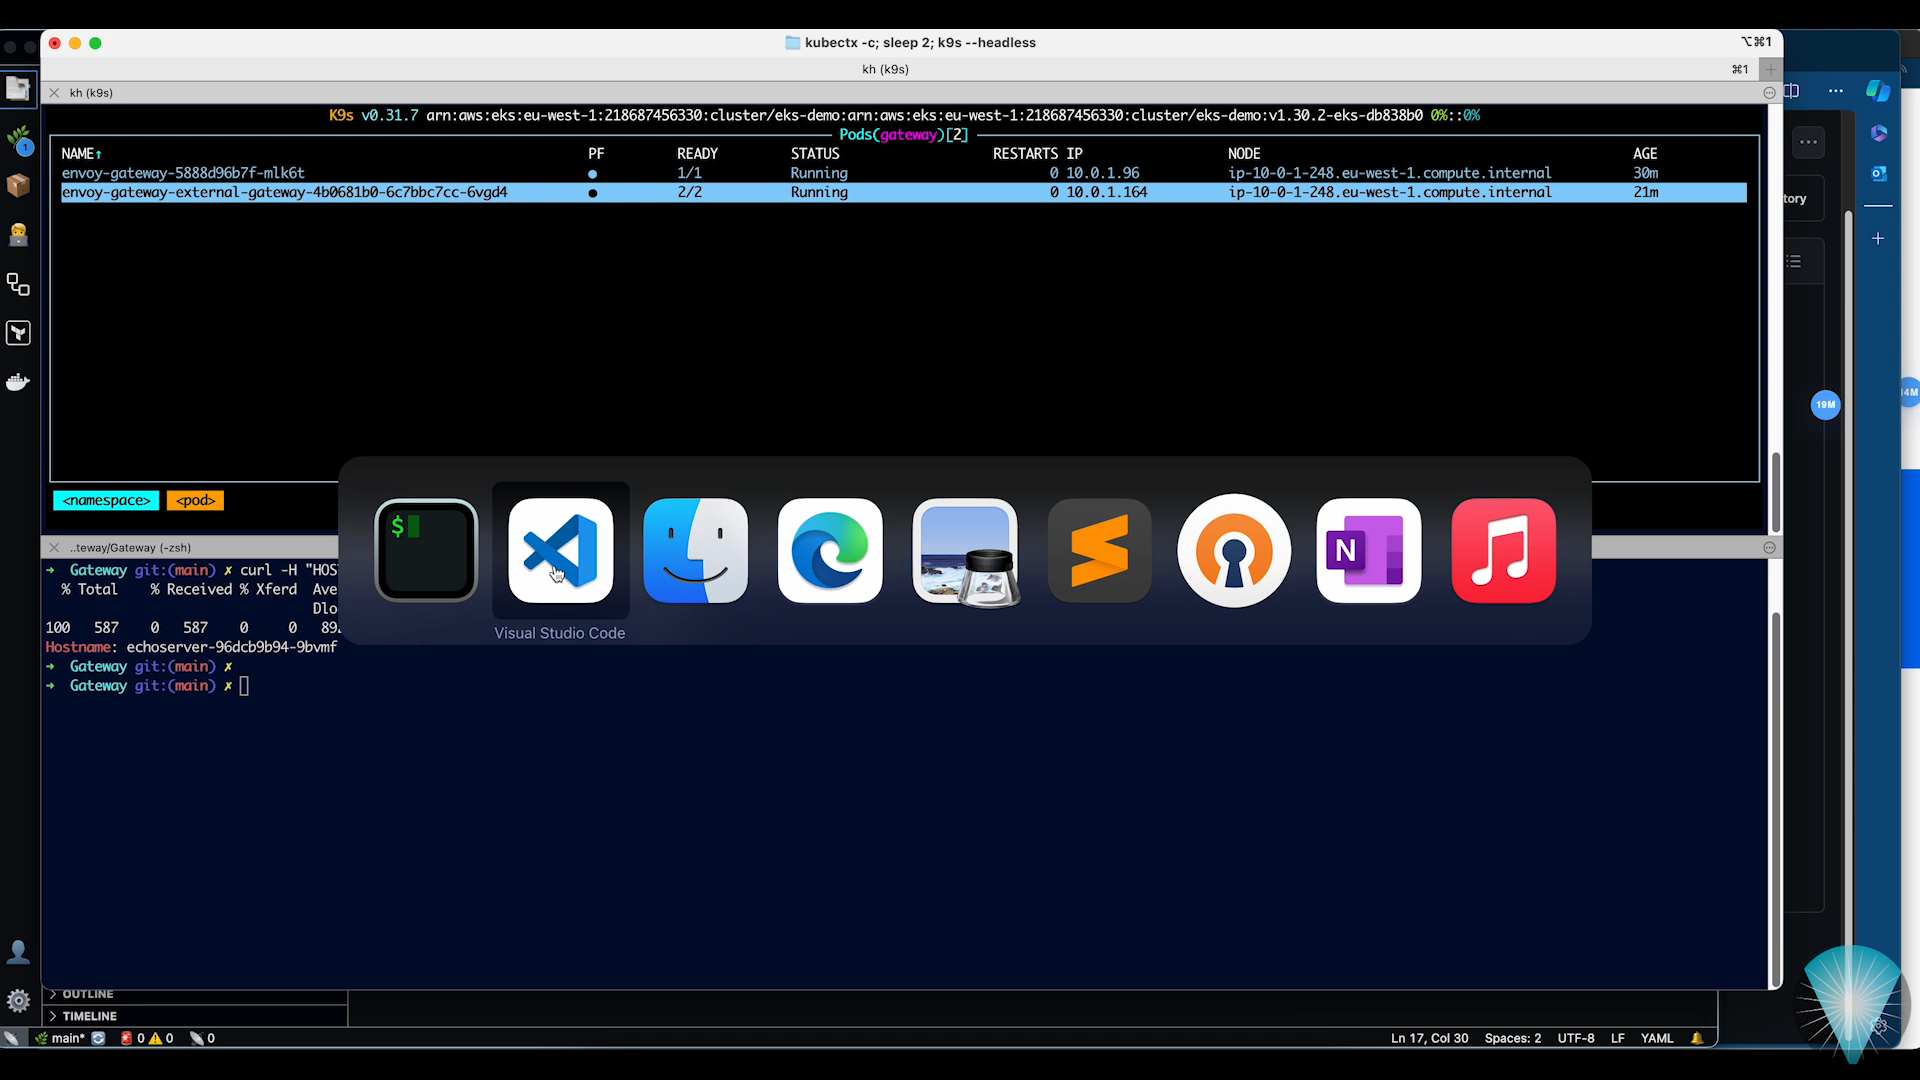 kubectx -c; sleep 2; k9s --headless
⌥⌘1
kh (k9s)
⌘1
kh (k9s)
K9s v0.31.7 arn:aws:eks:eu-west-1:218687456330:cluster/eks-demo:arn:aws:eks:eu-west-1:218687456330:cluster/eks-demo:v1.30.2-eks-db838b0 0%::0%
Pods(gateway)[2]
NAME↑ PF READY STATUS RESTARTS IP NODE AGE
envoy-gateway-5888d96b7f-mlk6t ● 1/1 Running 0 10.0.1.96 ip-10-0-1-248.eu-west-1.compute.internal 30m
envoy-gateway-external-gateway-4b0681b0-6c7bbc7cc-6vgd4 ● 2/2 Running 0 10.0.1.164 ip-10-0-1-248.eu-west-1.compute.internal 21m
tory
19M
14M
<namespace> <pod>
$
N
Visual Studio Code
..teway/Gateway (-zsh)
→ Gateway git:(main) ✗ curl -H "HOS
% Total % Received % Xferd Ave
Dlo
100 587 0 587 0 0 89
Hostname: echoserver-96dcb9b94-9bvmf
→ Gateway git:(main) ✗
→ Gateway git:(main) ✗
1
OUTLINE
TIMELINE
main* 0 0 0
Ln 17, Col 30 Spaces: 2 UTF-8 LF YAML